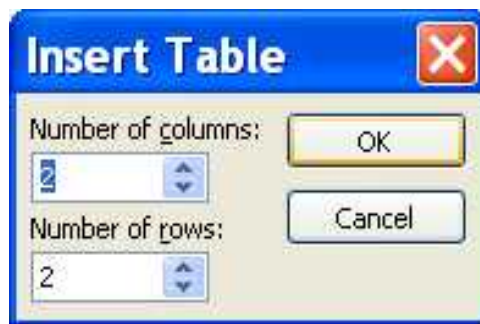 Insert Table
Number of columns:
2
OK
Number of rows:
2
Cancel